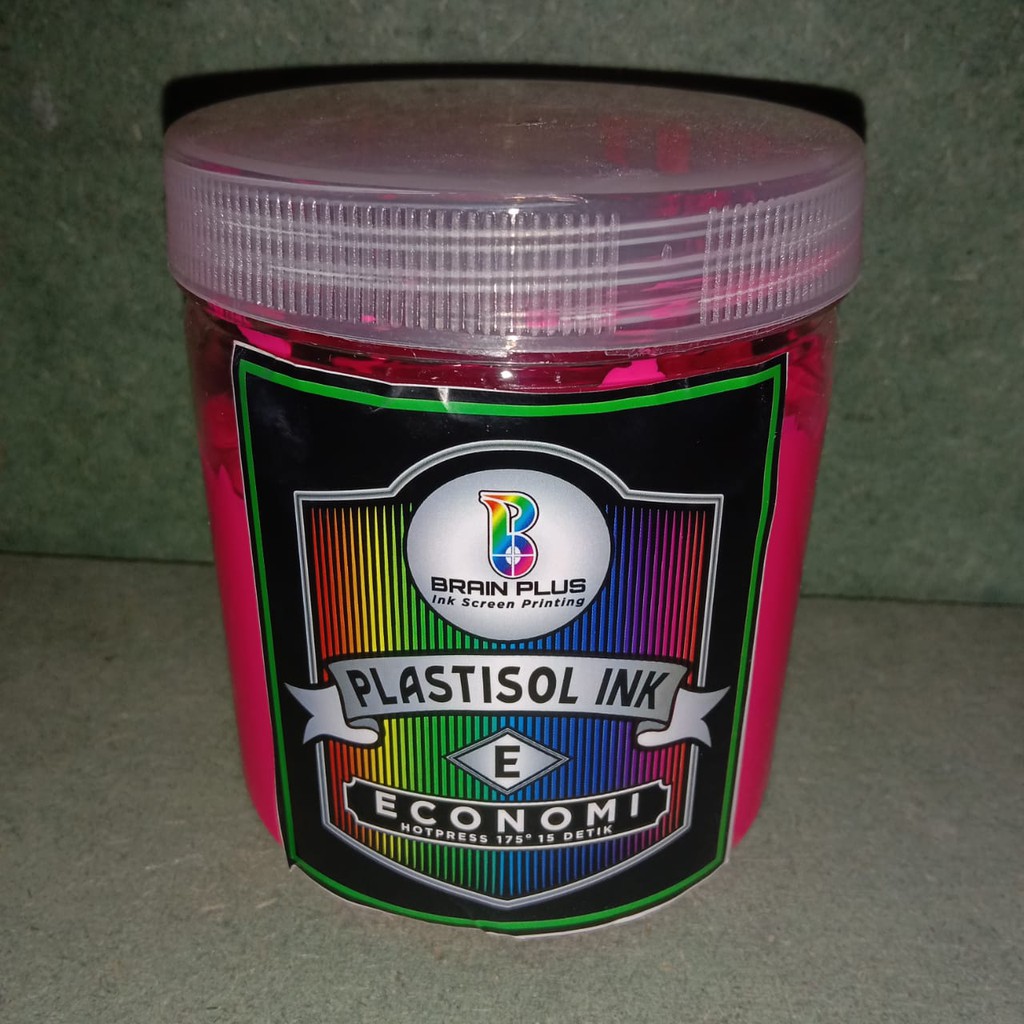 BRAIN PLUS
Ink Screen Printing
PLASTISOL INK
E
ECONOMI
HOTPRESS 175° 15 DETIK